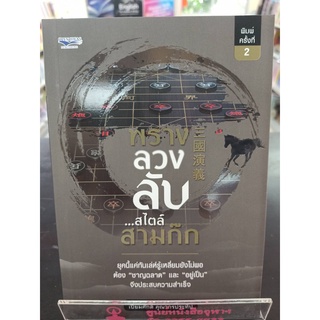 พิมพ์
ครั้งที่
2
พราง
ลวง
ลับ
三國演義
...สไตล์
สามก๊ก
ยุคนี้แค่ทันเล่ห์รู้เหลี่ยมยังไม่พอ
ต้อง "ชาญฉลาด" และ "อยู่เป็น"
จึงประสบความสำเร็จ